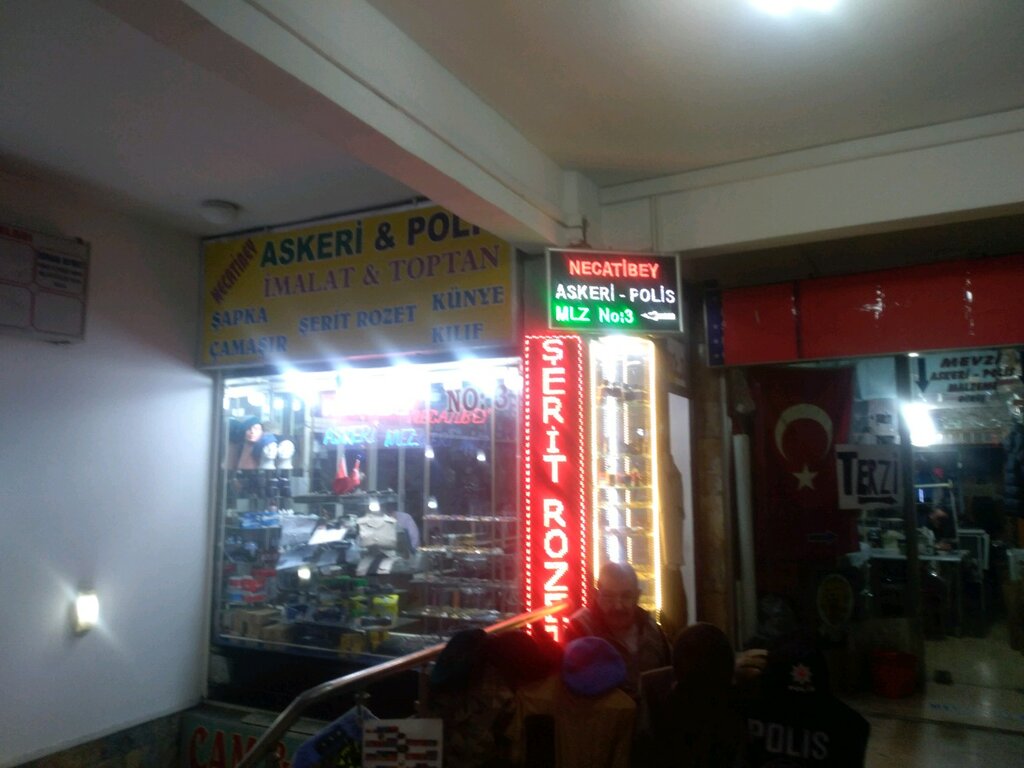 NECATİBEY
ASKERİ & POLİ
İMALAT & TOPTAN
ŞAPKA
ŞERİT ROZET
KÜNYE
ÇAMAŞIR
KILIF
NECATİBEY
ASKERİ - POLİS
MLZ No:3
ŞERİT ROZET
NO: 3
ASKERİ MLZ.
MEVZİ
ASKERİ - POLİS
TERZİ
POLİS